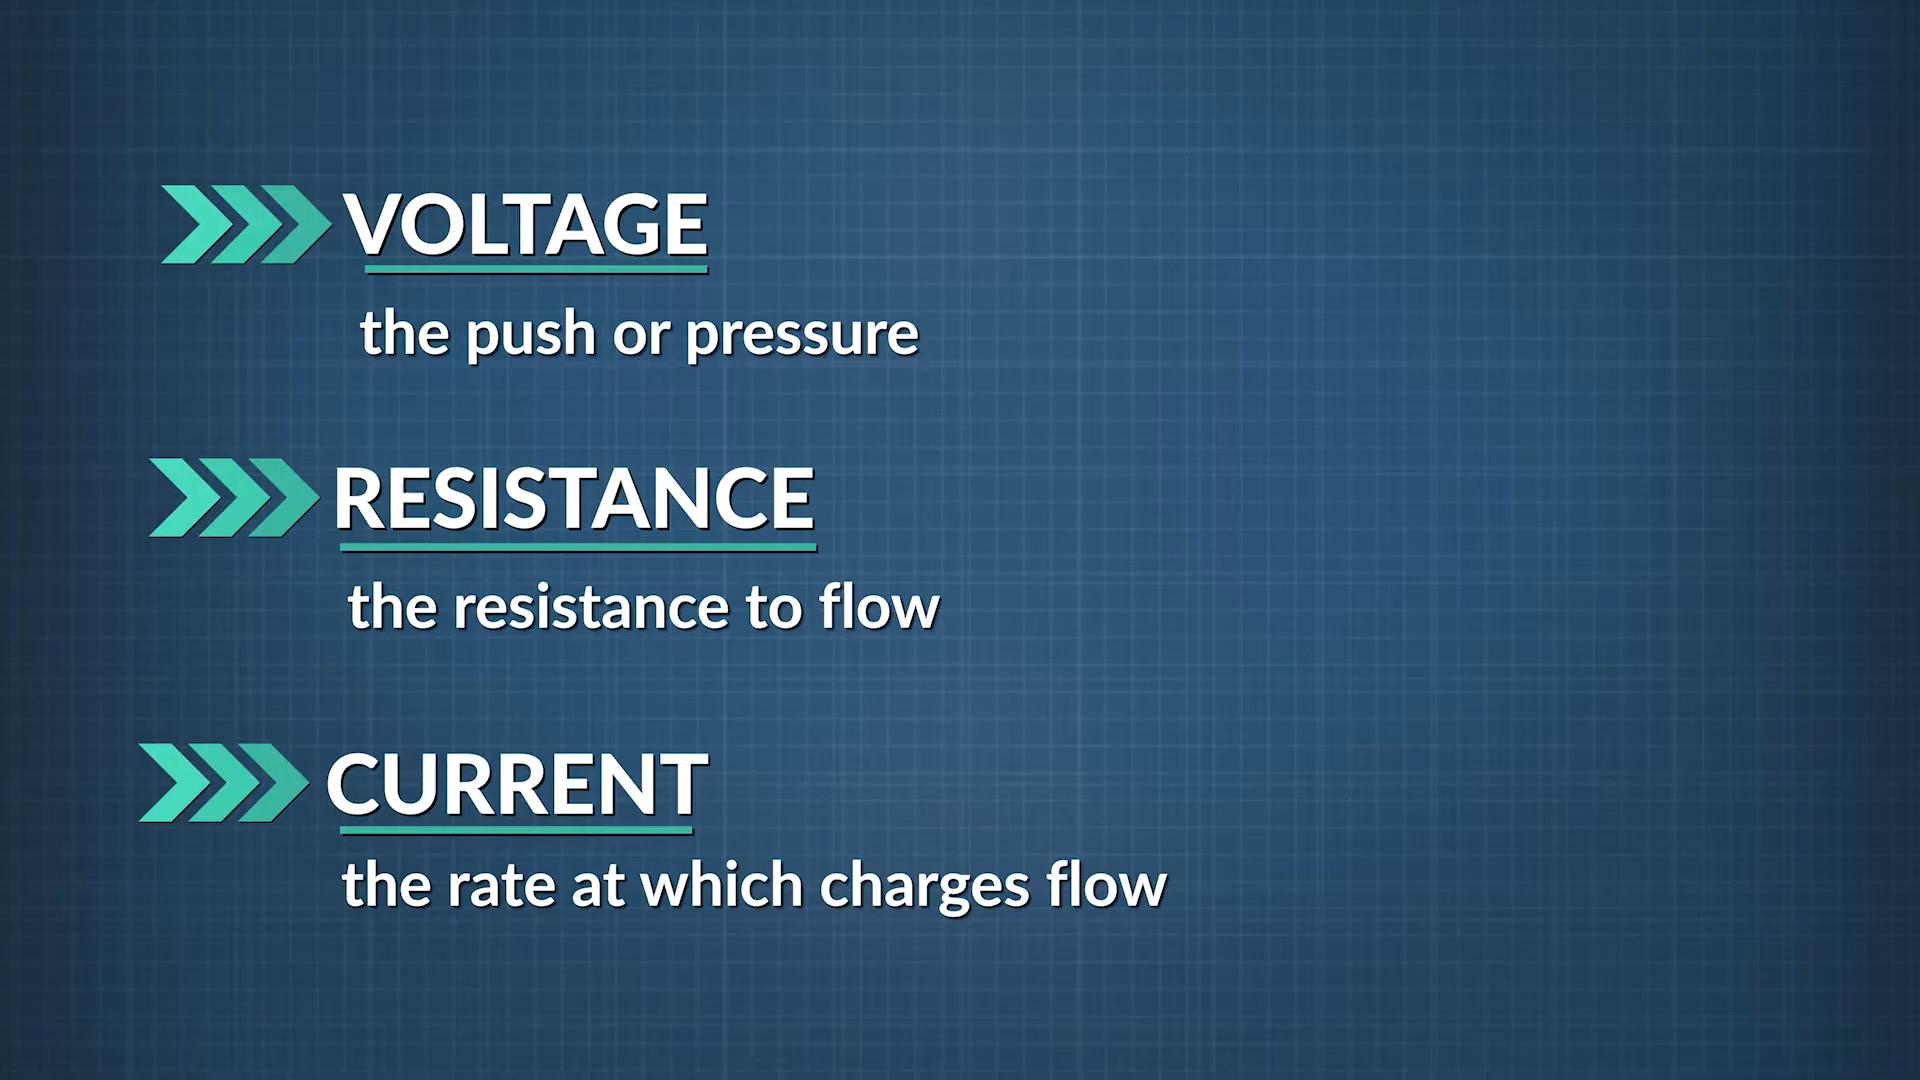 VOLTAGE
the push or pressure
RESISTANCE
the resistance to flow
CURRENT
the rate at which charges flow